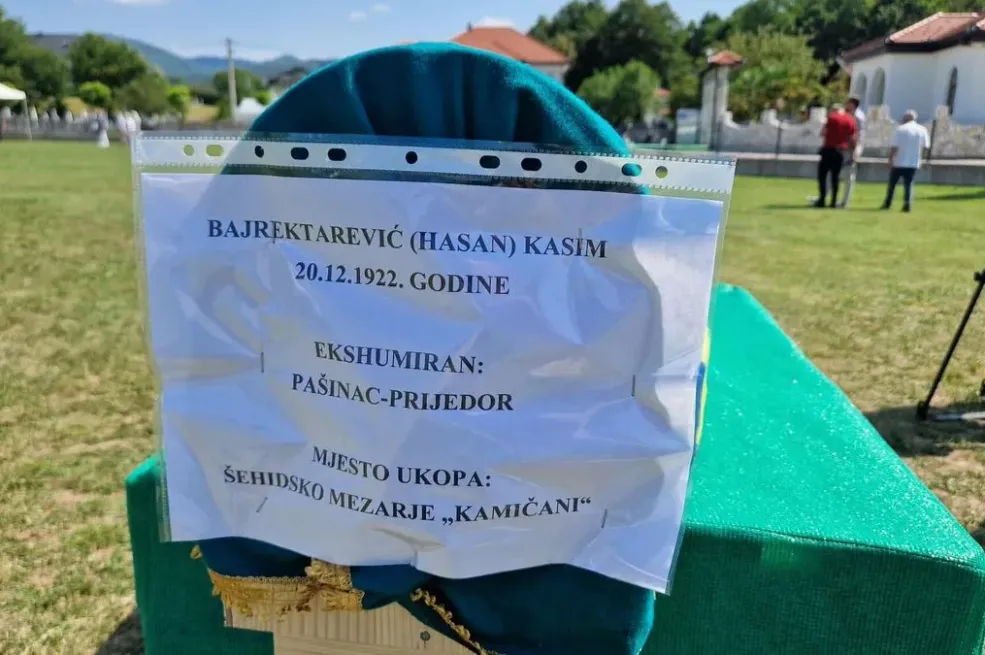 BAJREKTAREVIĆ (HASAN) KASIM
20.12.1922. GODINE
EKSHUMIRAN:
PAŠINAC-PRIJEDOR
MJESTO UKOPA:
ŠEHIDSKO MEZARJE „KAMIČANI“